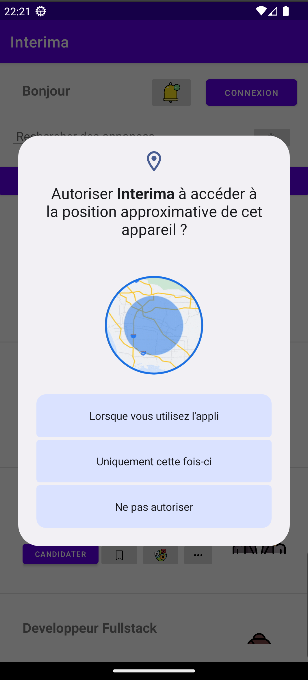 22:21
Interima
Bonjour
CONNEXION
Rechercher des annonces
Autoriser Interima à accéder à
la position approximative de cet
appareil ?
Lorsque vous utilisez l'appli
Uniquement cette fois-ci
Ne pas autoriser
CANDIDATER
Developpeur Fullstack